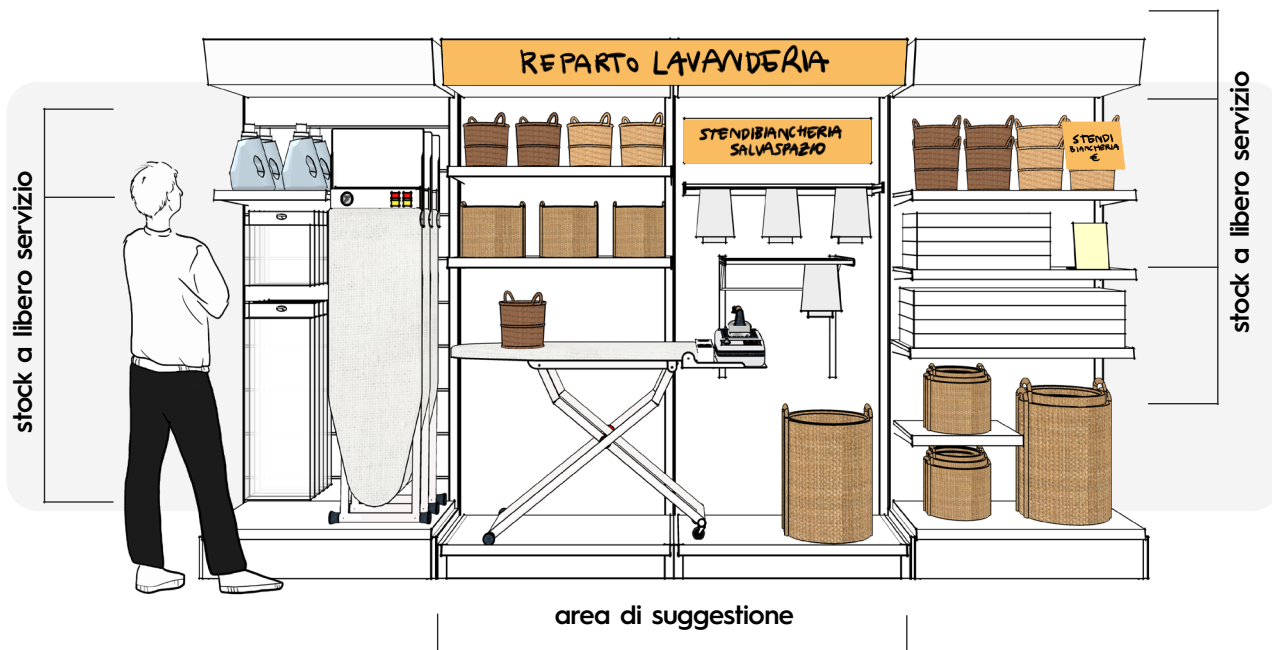 REPARTO LAVANDERIA
STENDIBIANCHERIA
SALVASPAZIO
STENDI
BIANCHERIA
€
stock a libero servizio
stock a libero servizio
area di suggestione